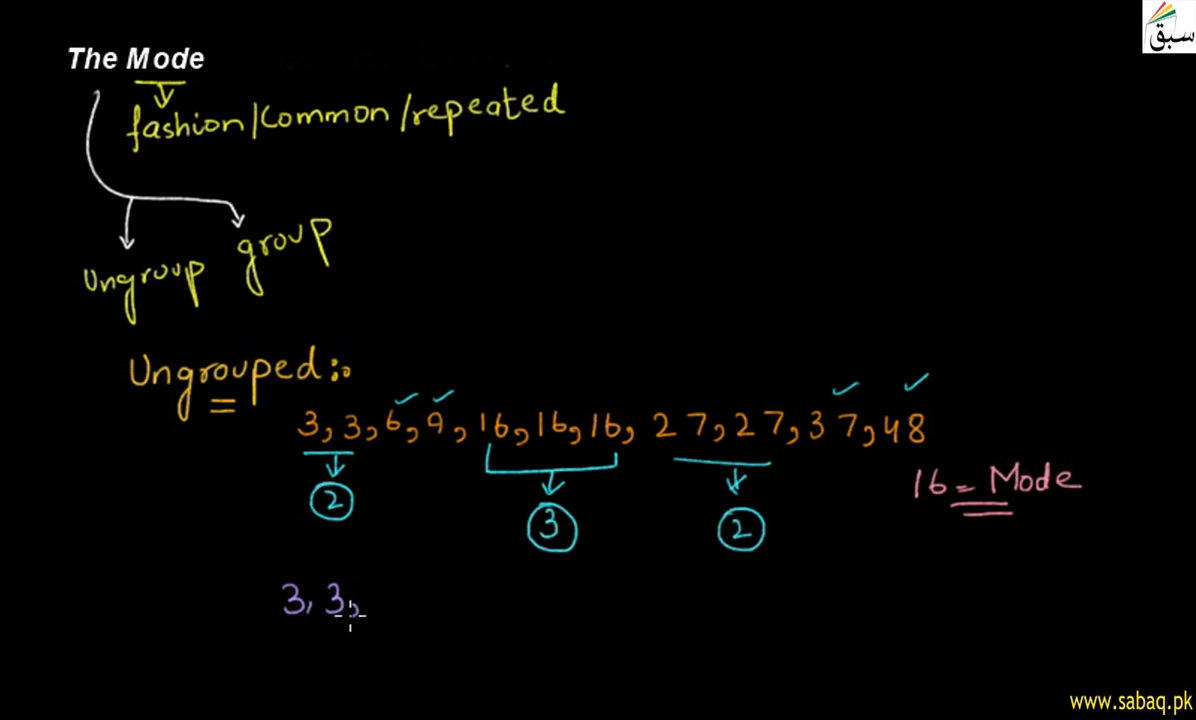 سبق
The Mode
fashion/common/repeated
Ungroup group
Ungrouped:
3, 3, 6, 9, 16, 16, 16, 27, 27, 37, 48
2 3 2
16 = Mode
3, 3,
www.sabaq.pk